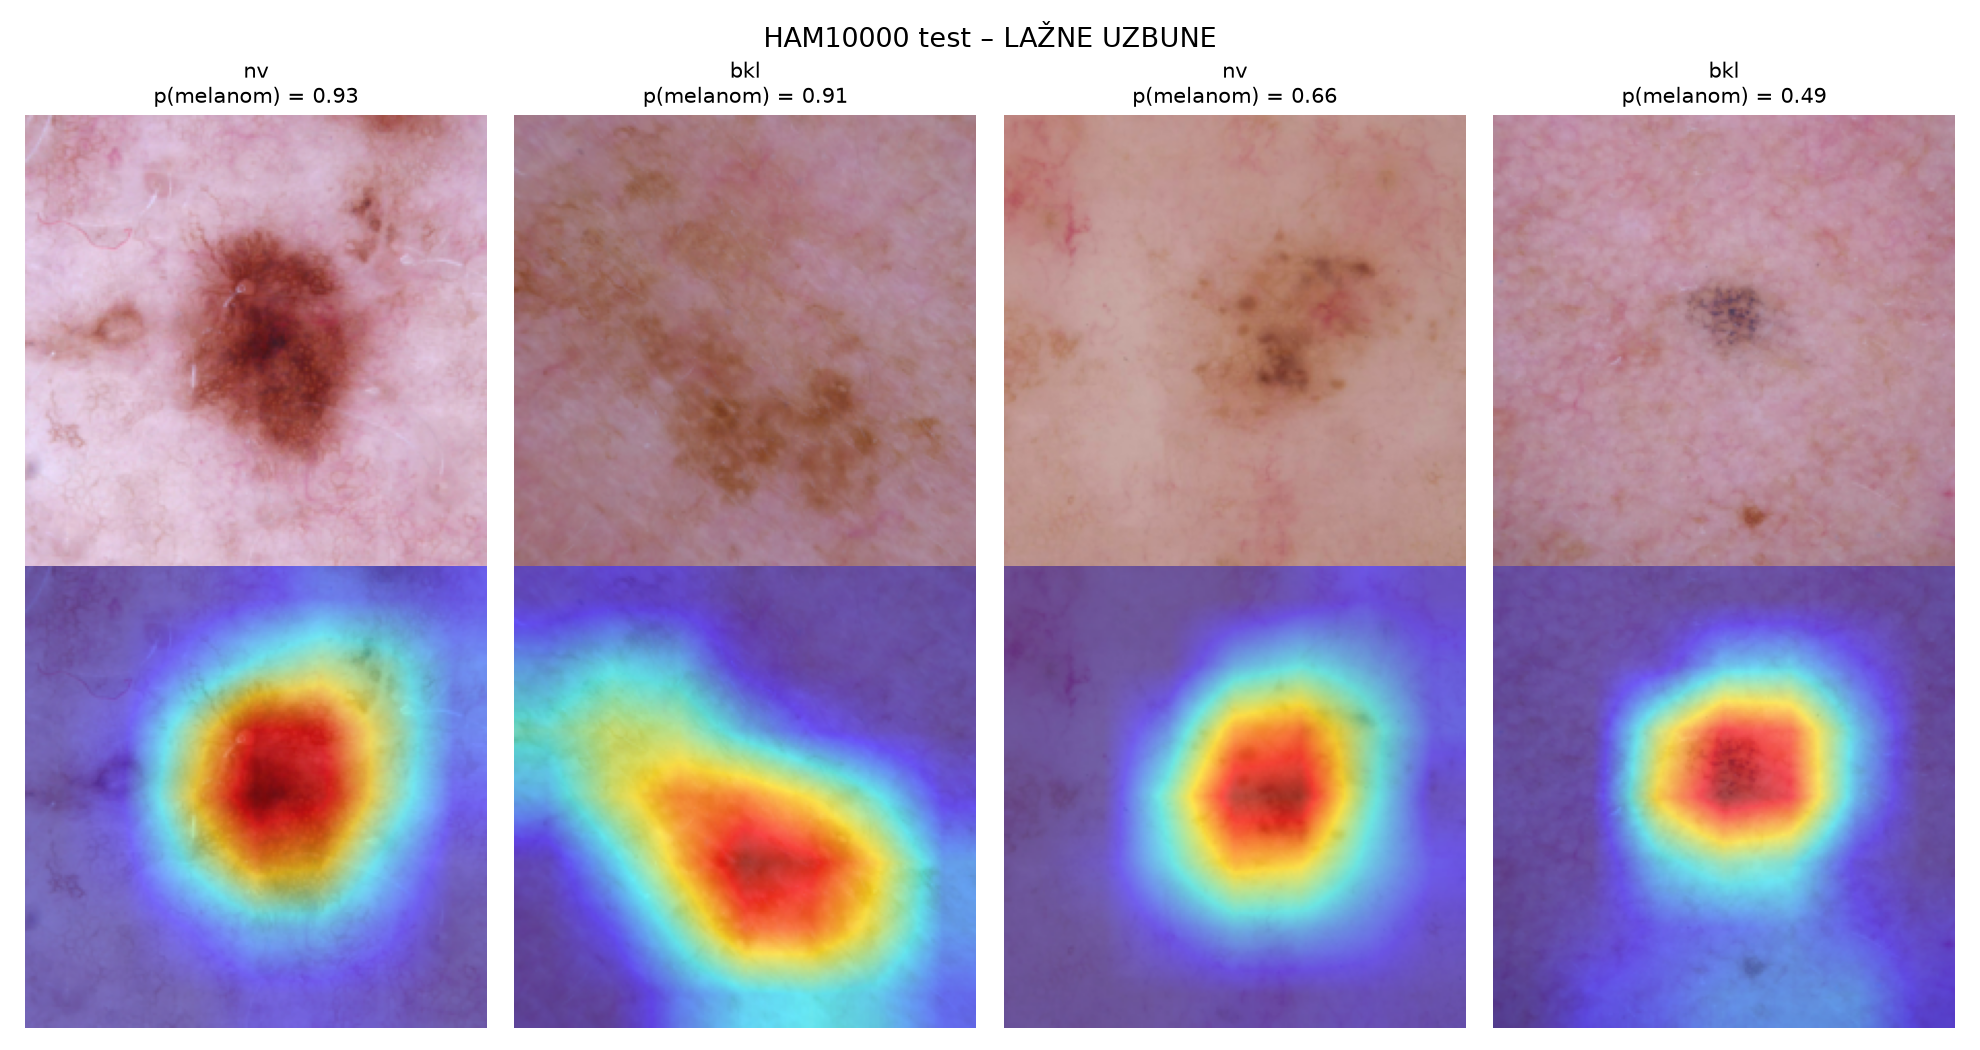 HAM10000 test – LAŽNE UZBUNE
nv
p(melanom) = 0.93
bkl
p(melanom) = 0.91
nv
p(melanom) = 0.66
bkl
p(melanom) = 0.49